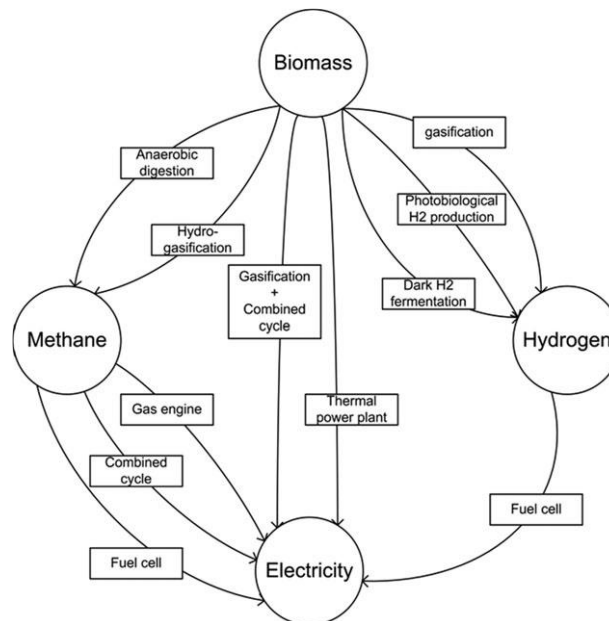 Biomass
gasification
Anaerobic
digestion
Photobiological
H2 production
Hydro-
gasification
Gasification
+
Combined
cycle
Dark H2
fermentation
Methane
Hydrogen
Gas engine
Thermal
power plant
Combined
cycle
Fuel cell
Fuel cell
Electricity